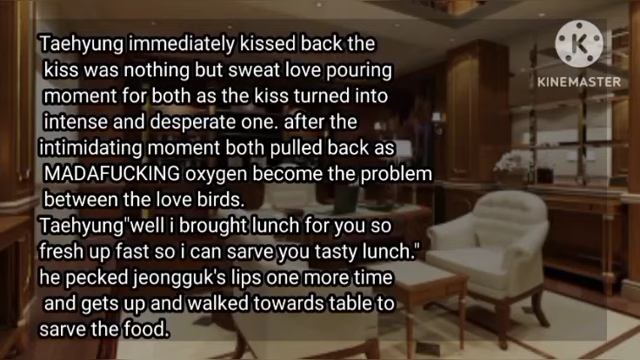 Taehyung immediately kissed back the
kiss was nothing but sweat love pouring
moment for both as the kiss turned into
intense and desperate one. after the
intimidating moment both pulled back as
MADAFUCKING oxygen become the problem
between the love birds.
Taehyung"well i brought lunch for you so
fresh up fast so i can sarve you tasty lunch."
he pecked jeongguk's lips one more time
and gets up and walked towards table to
sarve the food.
K
KINEMASTER